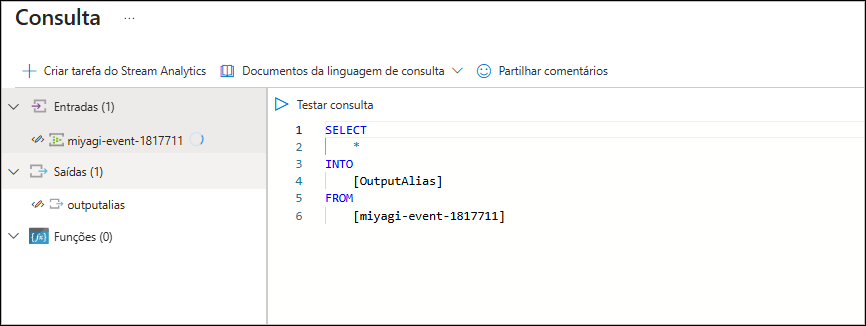 Consulta ...
Criar tarefa do Stream Analytics Documentos da linguagem de consulta Partilhar comentários
Entradas (1)
miyagi-event-1817711
Saídas (1)
outputalias
Funções (0)
Testar consulta
1 SELECT
2 *
3 INTO
4 [OutputAlias]
5 FROM
6 [miyagi-event-1817711]